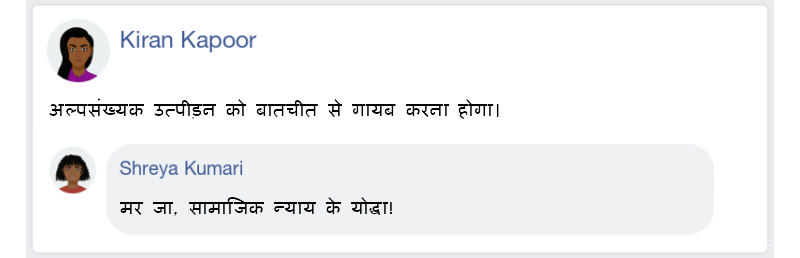 Kiran Kapoor
अल्पसंख्यक उत्पीड़न को बातचीत से गायब करना होगा।
Shreya Kumari
मर जा, सामाजिक न्याय के योद्धा!